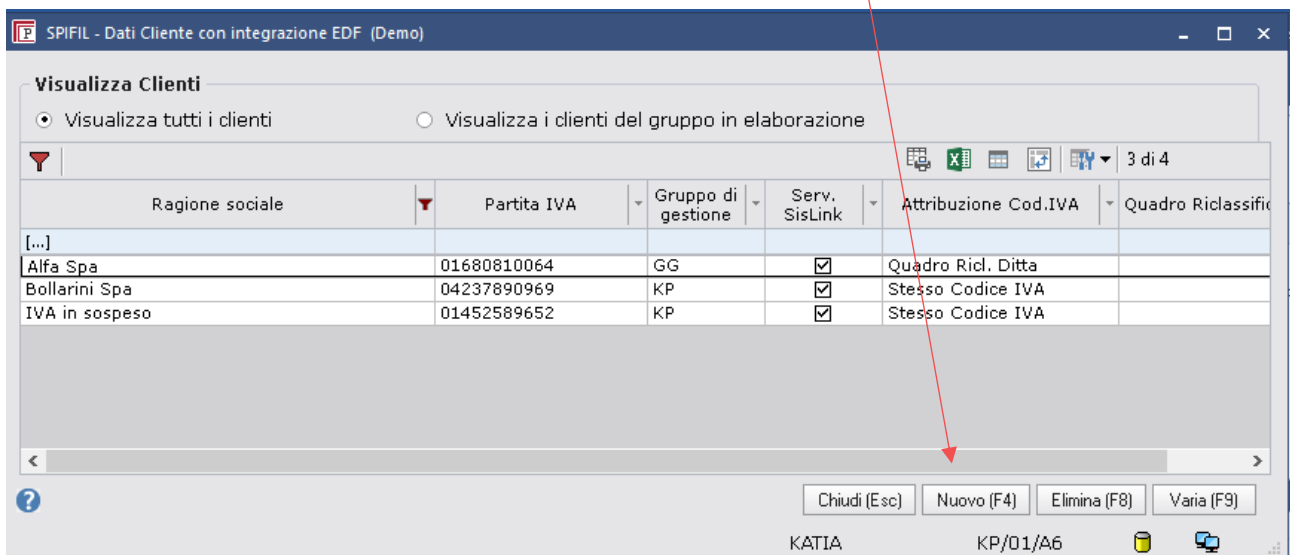 SPIFIL - Dati Cliente con integrazione EDF (Demo)
Visualizza Clienti
Visualizza tutti i clienti Visualizza i clienti del gruppo in elaborazione
3 di 4
Ragione sociale Partita IVA Gruppo di gestione Serv. SisLink Attribuzione Cod.IVA Quadro Riclassific
[...]
Alfa Spa 01680810064 GG Quadro Ricl. Ditta
Bollarini Spa 04237890969 KP Stesso Codice IVA
IVA in sospeso 01452589652 KP Stesso Codice IVA
Chiudi (Esc) Nuovo (F4) Elimina (F8) Varia (F9)
KATIA KP/01/A6